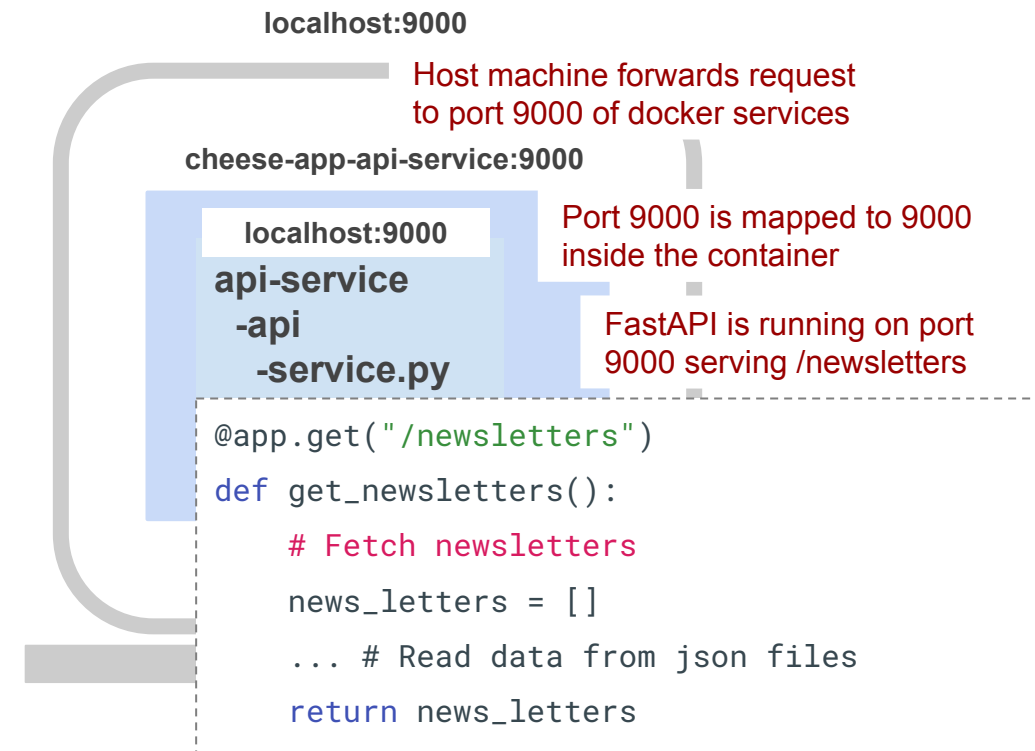 localhost:9000
Host machine forwards request
to port 9000 of docker services
cheese-app-api-service:9000
Port 9000 is mapped to 9000
inside the container
localhost:9000
api-service
-api
-service.py
FastAPI is running on port
9000 serving /newsletters
@app.get("/newsletters")
def get_newsletters():
    # Fetch newsletters
    news_letters = []
    ... # Read data from json files
    return news_letters